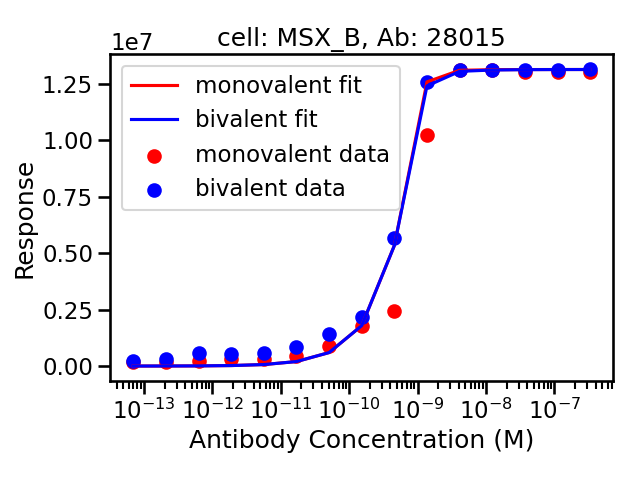 cell: MSX_B, Ab: 28015
1e7
monovalent fit
bivalent fit
monovalent data
bivalent data
1.25
1.00
0.75
0.50
0.25
0.00
Response
10⁻¹³ 10⁻¹² 10⁻¹¹ 10⁻¹⁰ 10⁻⁹ 10⁻⁸ 10⁻⁷
Antibody Concentration (M)